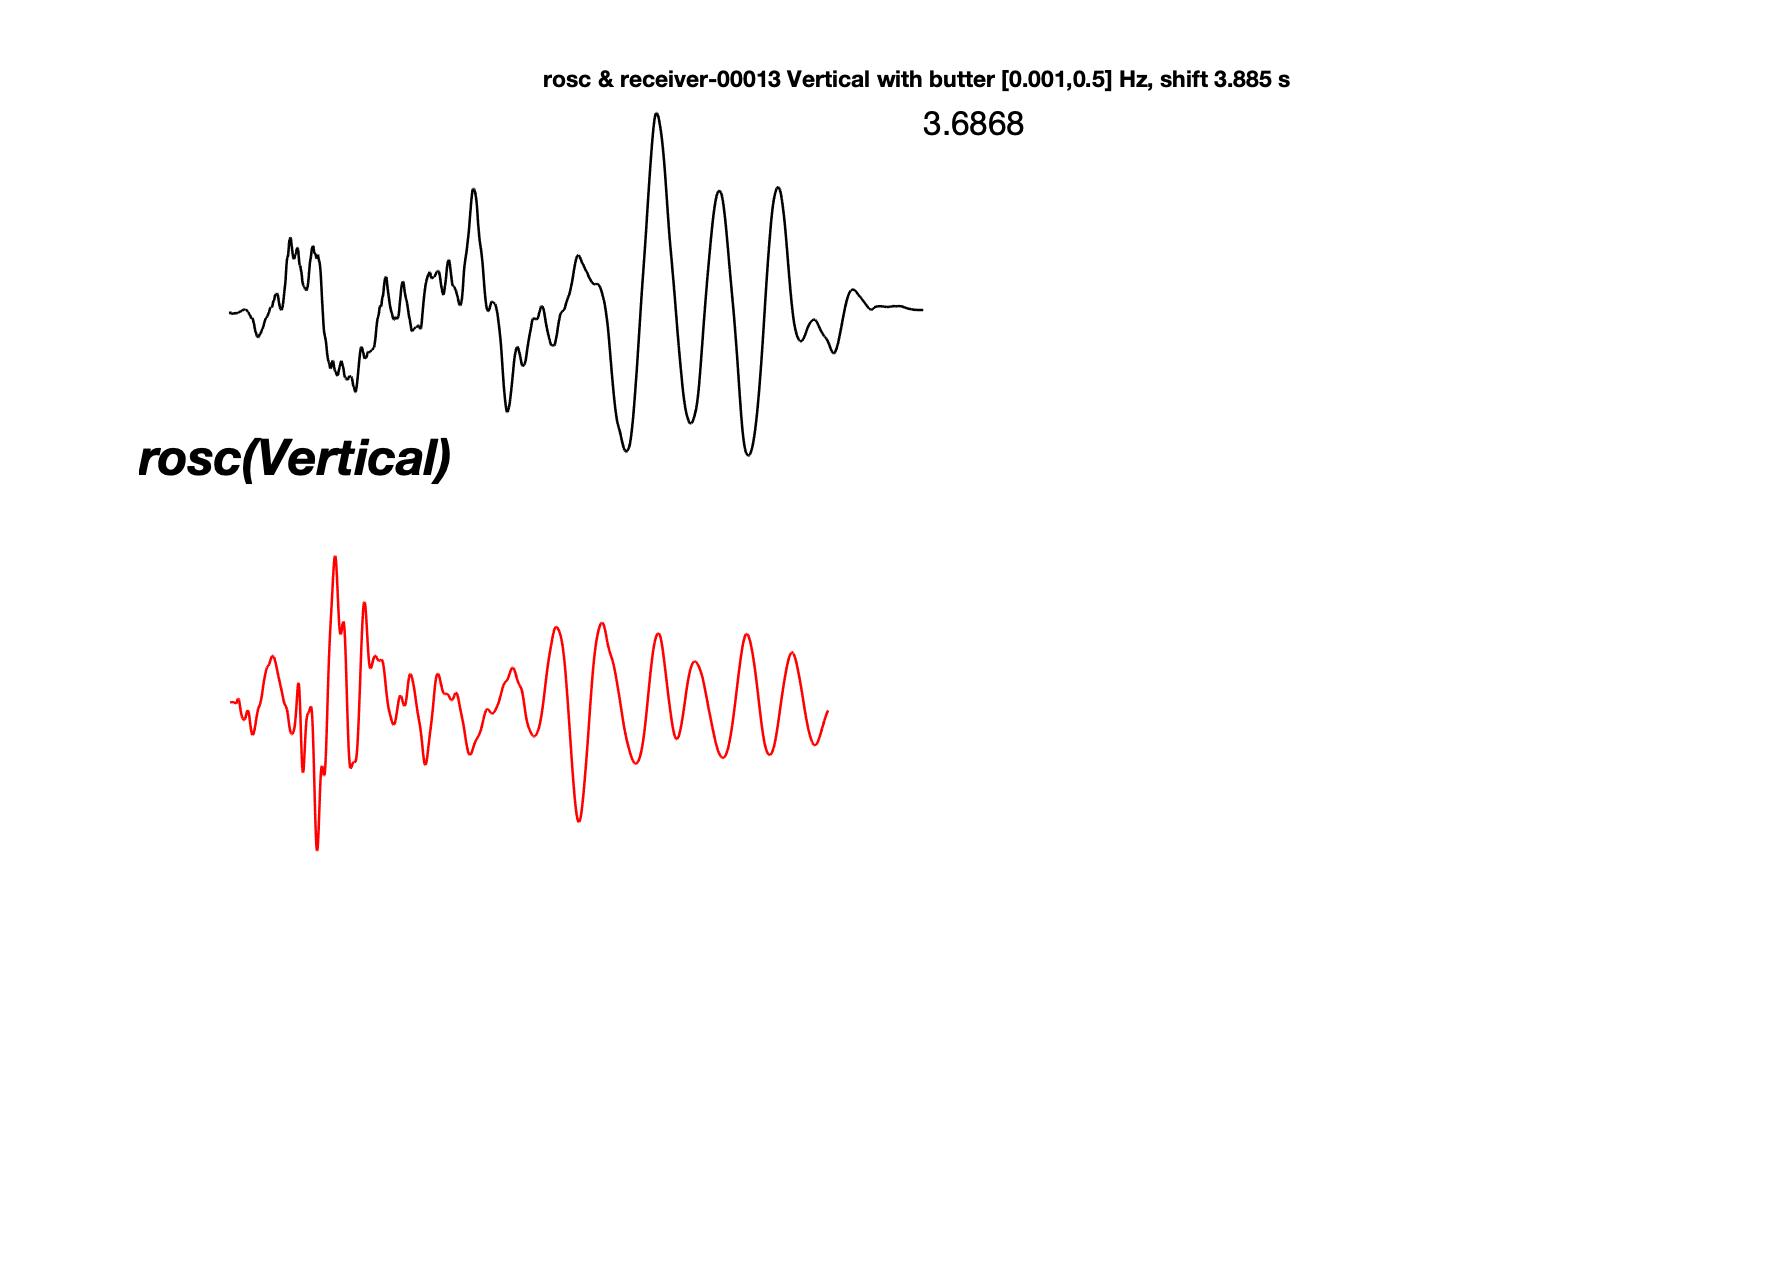 rosc & receiver-00013 Vertical with butter [0.001,0.5] Hz, shift 3.885 s
3.6868
rosc(Vertical)